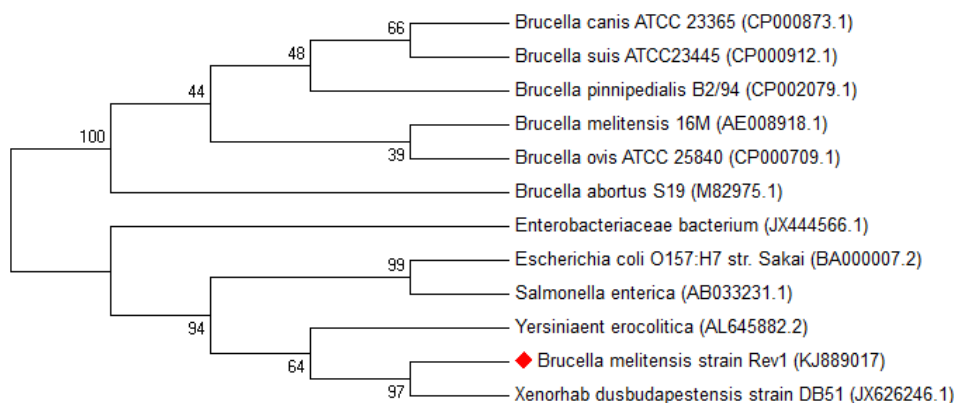 Brucella canis ATCC 23365 (CP000873.1)
66
Brucella suis ATCC23445 (CP000912.1)
48
Brucella pinnipedialis B2/94 (CP002079.1)
44
Brucella melitensis 16M (AE008918.1)
100
39
Brucella ovis ATCC 25840 (CP000709.1)
Brucella abortus S19 (M82975.1)
Enterobacteriaceae bacterium (JX444566.1)
Escherichia coli O157:H7 str. Sakai (BA000007.2)
99
Salmonella enterica (AB033231.1)
94
Yersiniaent erocolitica (AL645882.2)
64
Brucella melitensis strain Rev1 (KJ889017)
97
Xenorhab dusbudapestensis strain DB51 (JX626246.1)